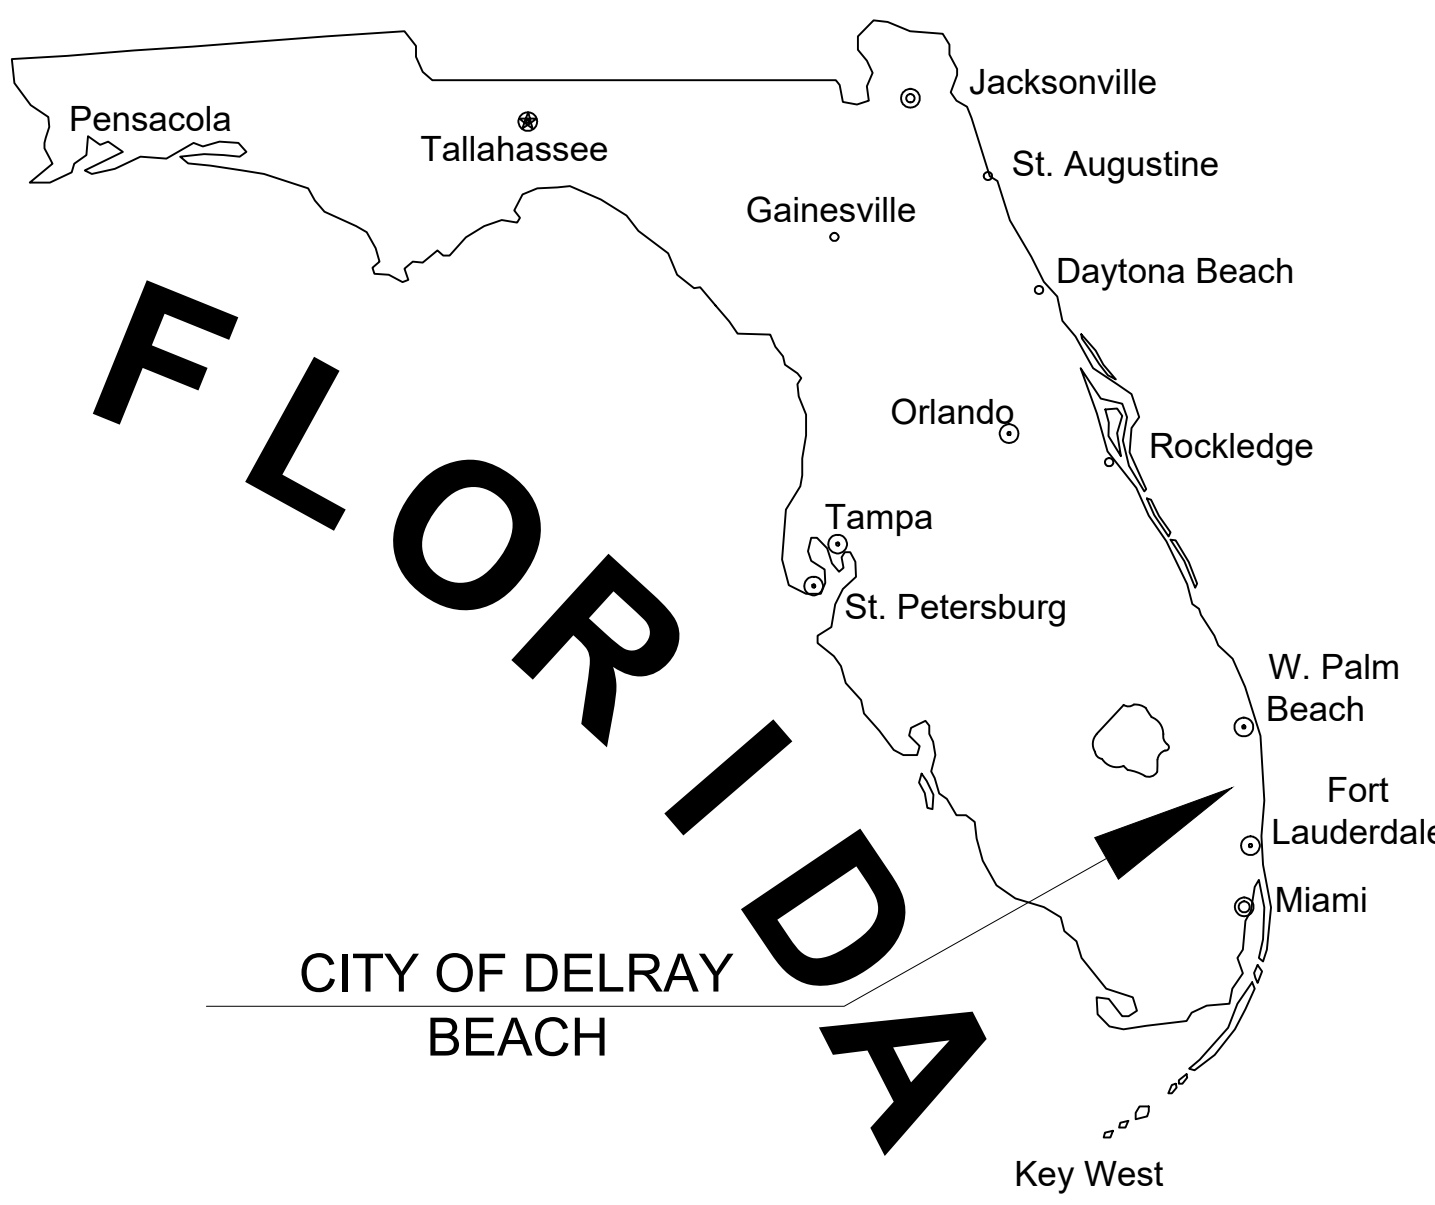 Jacksonville
Pensacola
Tallahassee
St. Augustine
Gainesville
Daytona Beach
FLORIDA
Orlando
Rockledge
Tampa
St. Petersburg
W. Palm
Beach
Fort
Lauderdale
Miami
CITY OF DELRAY
BEACH
Key West